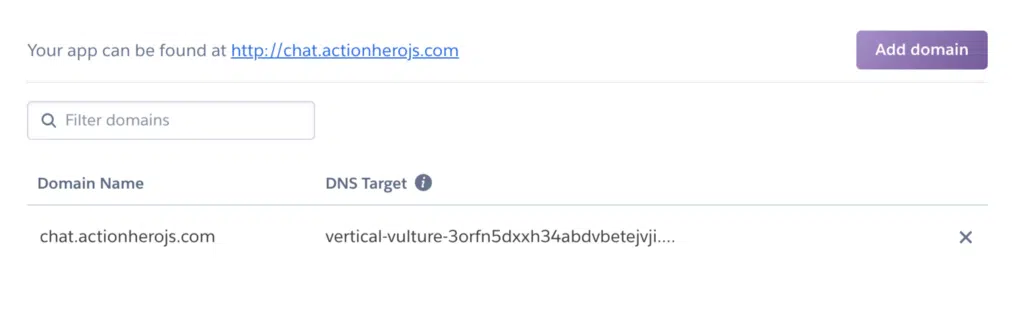 Your app can be found at http://chat.actionherojs.com
Add domain
Filter domains
Domain Name DNS Target
chat.actionherojs.com vertical-vulture-3orfn5dxxh34abdvbetejvji....